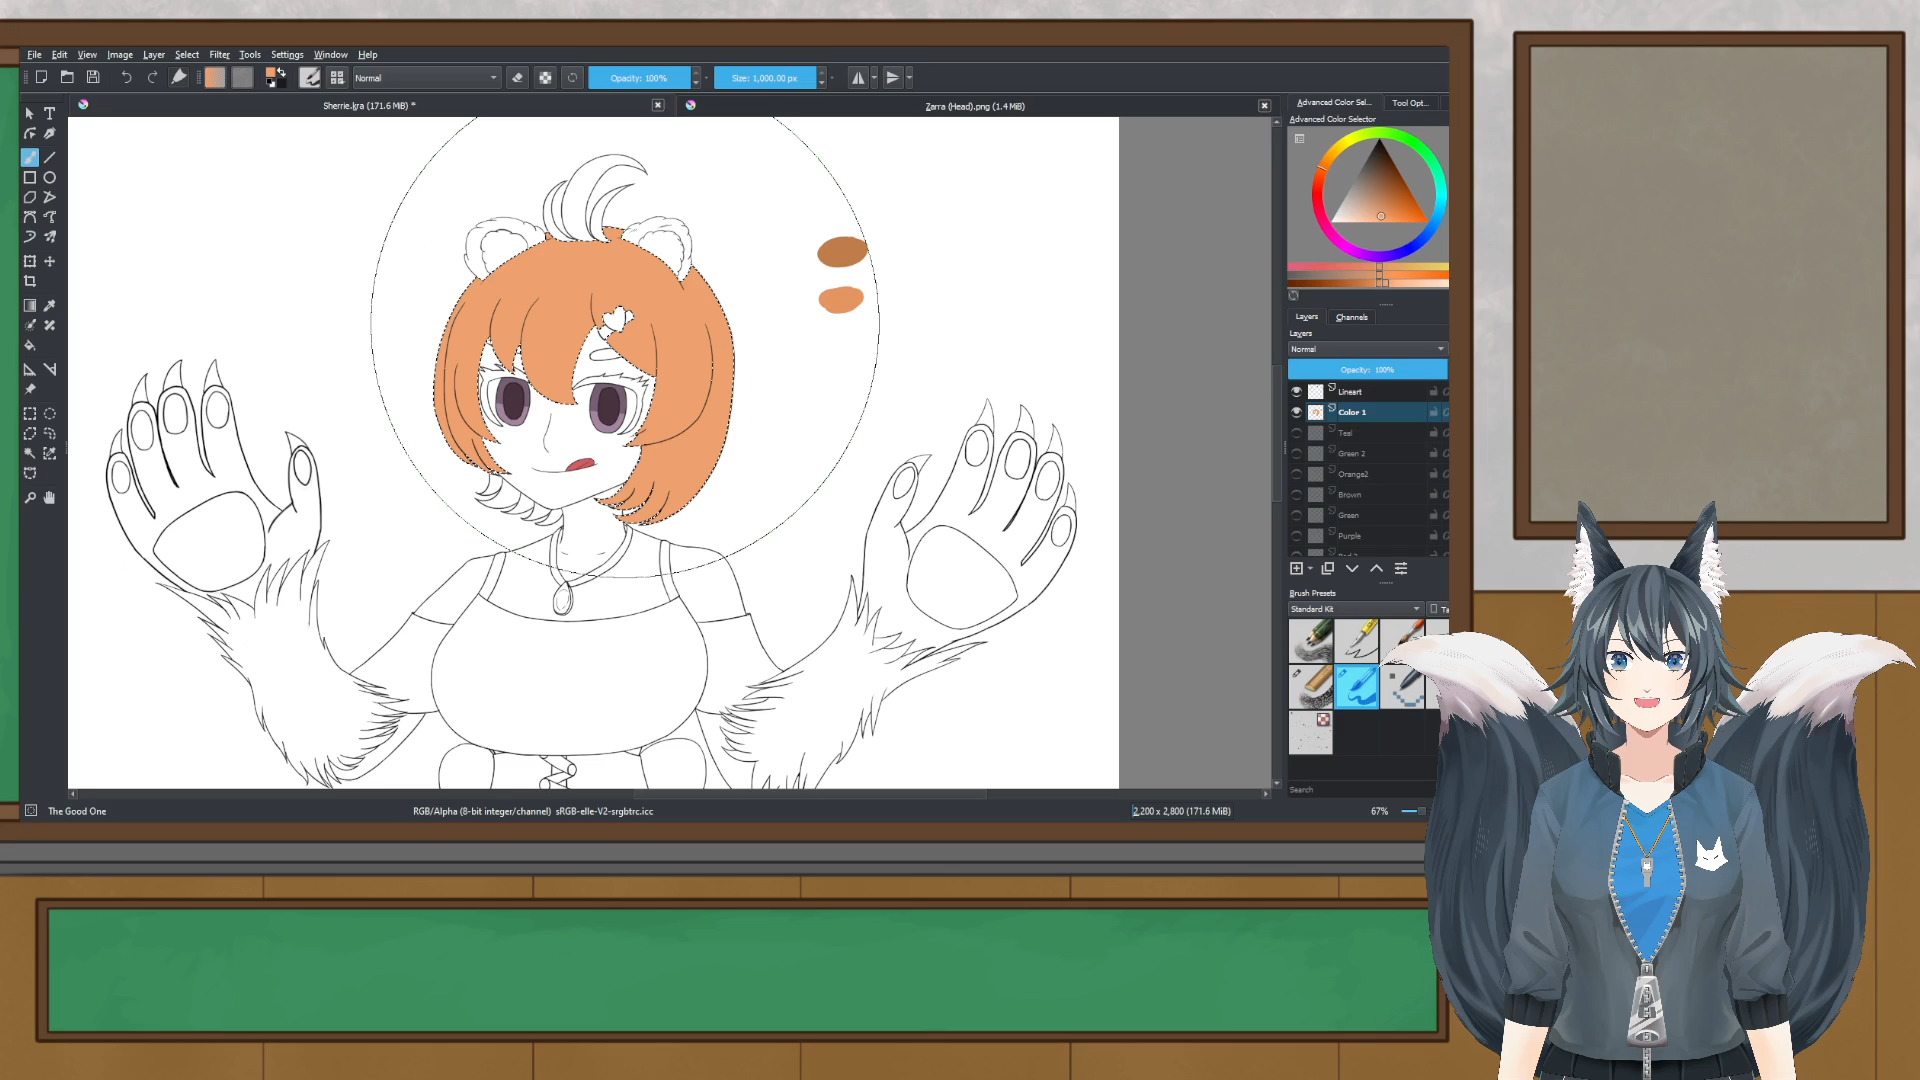 File Edit View Image Layer Select Filter Tools Settings Window Help
Normal
Opacity: 100%
Size: 1,000.00 px
Sherrie.kra (171.6 MiB) *
Zarra (Head).png (1.4 MiB)
Advanced Color Sel...
Tool Opt...
Advanced Color Selector
Layers
Channels
Layers
Normal
Opacity: 100%
Lineart
Color 1
Teal
Green 2
Orange2
Brown
Green
Purple
Brush Presets
Standard Kit
Ta
Search
The Good One
RGB/Alpha (8-bit integer/channel) sRGB-elle-V2-srgbtrc.icc
2,200 x 2,800 (171.6 MiB)
67%